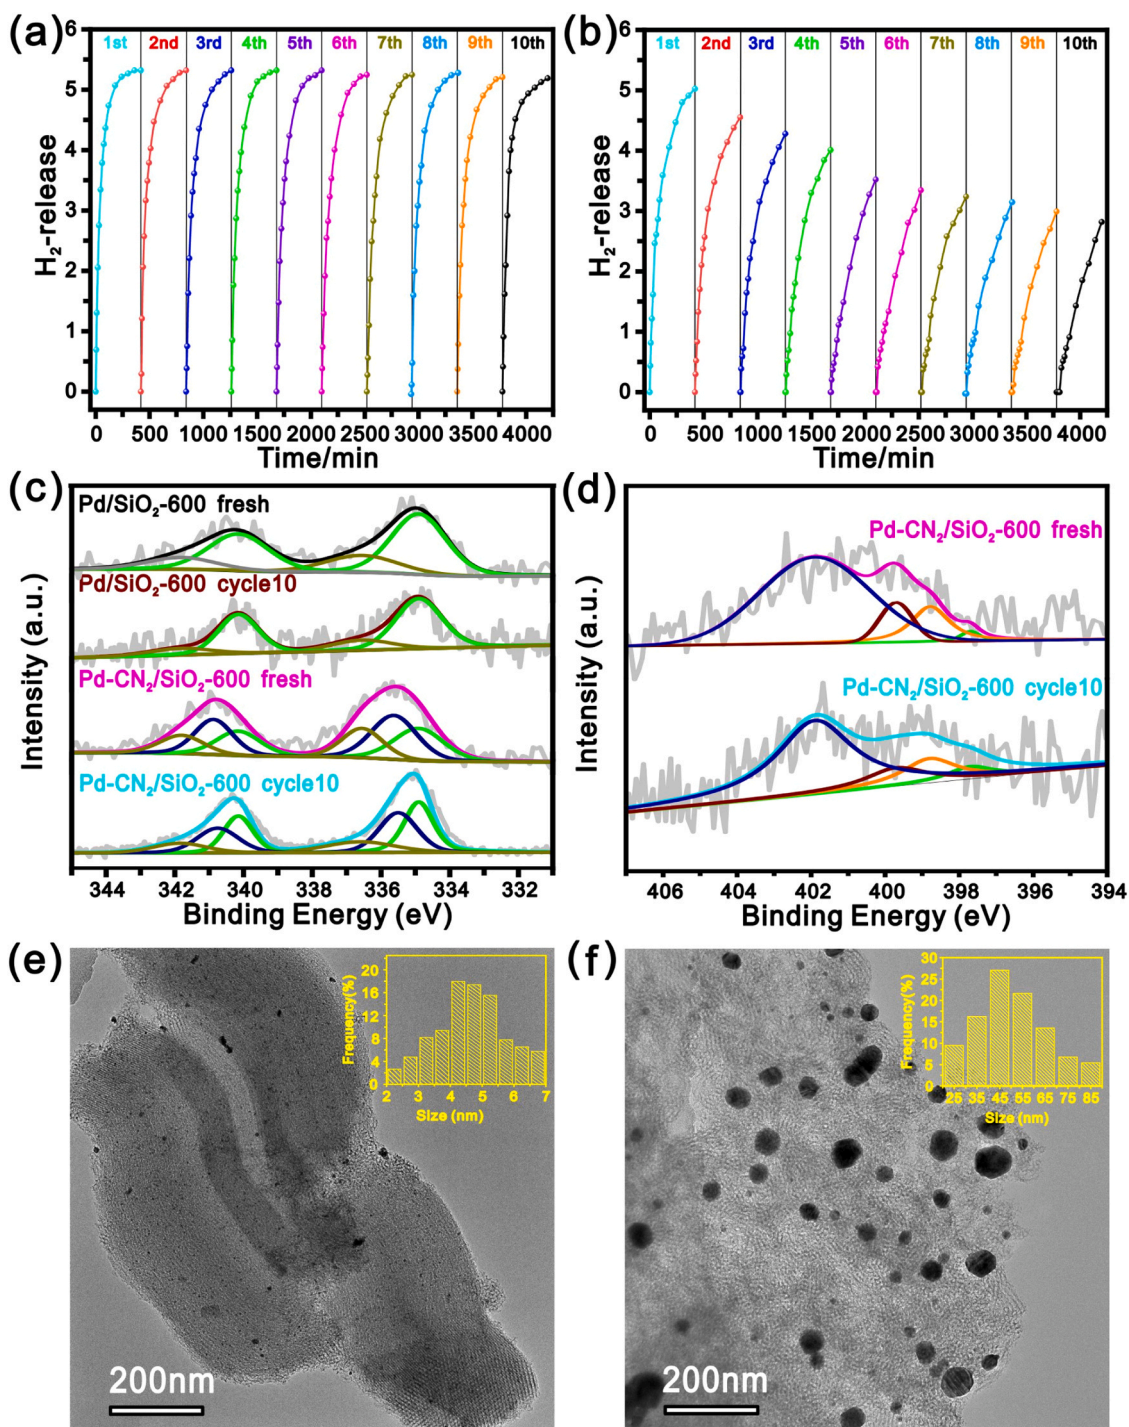 (a)
6
5
4
3
2
1
0
H₂-release
1st 2nd 3rd 4th 5th 6th 7th 8th 9th 10th
0 500 1000 1500 2000 2500 3000 3500 4000
Time/min
(b)
6
5
4
3
2
1
0
H₂-release
1st 2nd 3rd 4th 5th 6th 7th 8th 9th 10th
0 500 1000 1500 2000 2500 3000 3500 4000
Time/min
(c)
Intensity (a.u.)
Pd/SiO₂-600 fresh
Pd/SiO₂-600 cycle10
Pd-CN₂/SiO₂-600 fresh
Pd-CN₂/SiO₂-600 cycle10
344 342 340 338 336 334 332
Binding Energy (eV)
(d)
Intensity (a.u.)
Pd-CN₂/SiO₂-600 fresh
Pd-CN₂/SiO₂-600 cycle10
406 404 402 400 398 396 394
Binding Energy (eV)
(e)
Frequency(%)
20
16
12
8
4
0
2 3 4 5 6 7
Size (nm)
200nm
(f)
Frequency(%)
30
25
20
15
10
5
0
25 35 45 55 65 75 85
Size (nm)
200nm